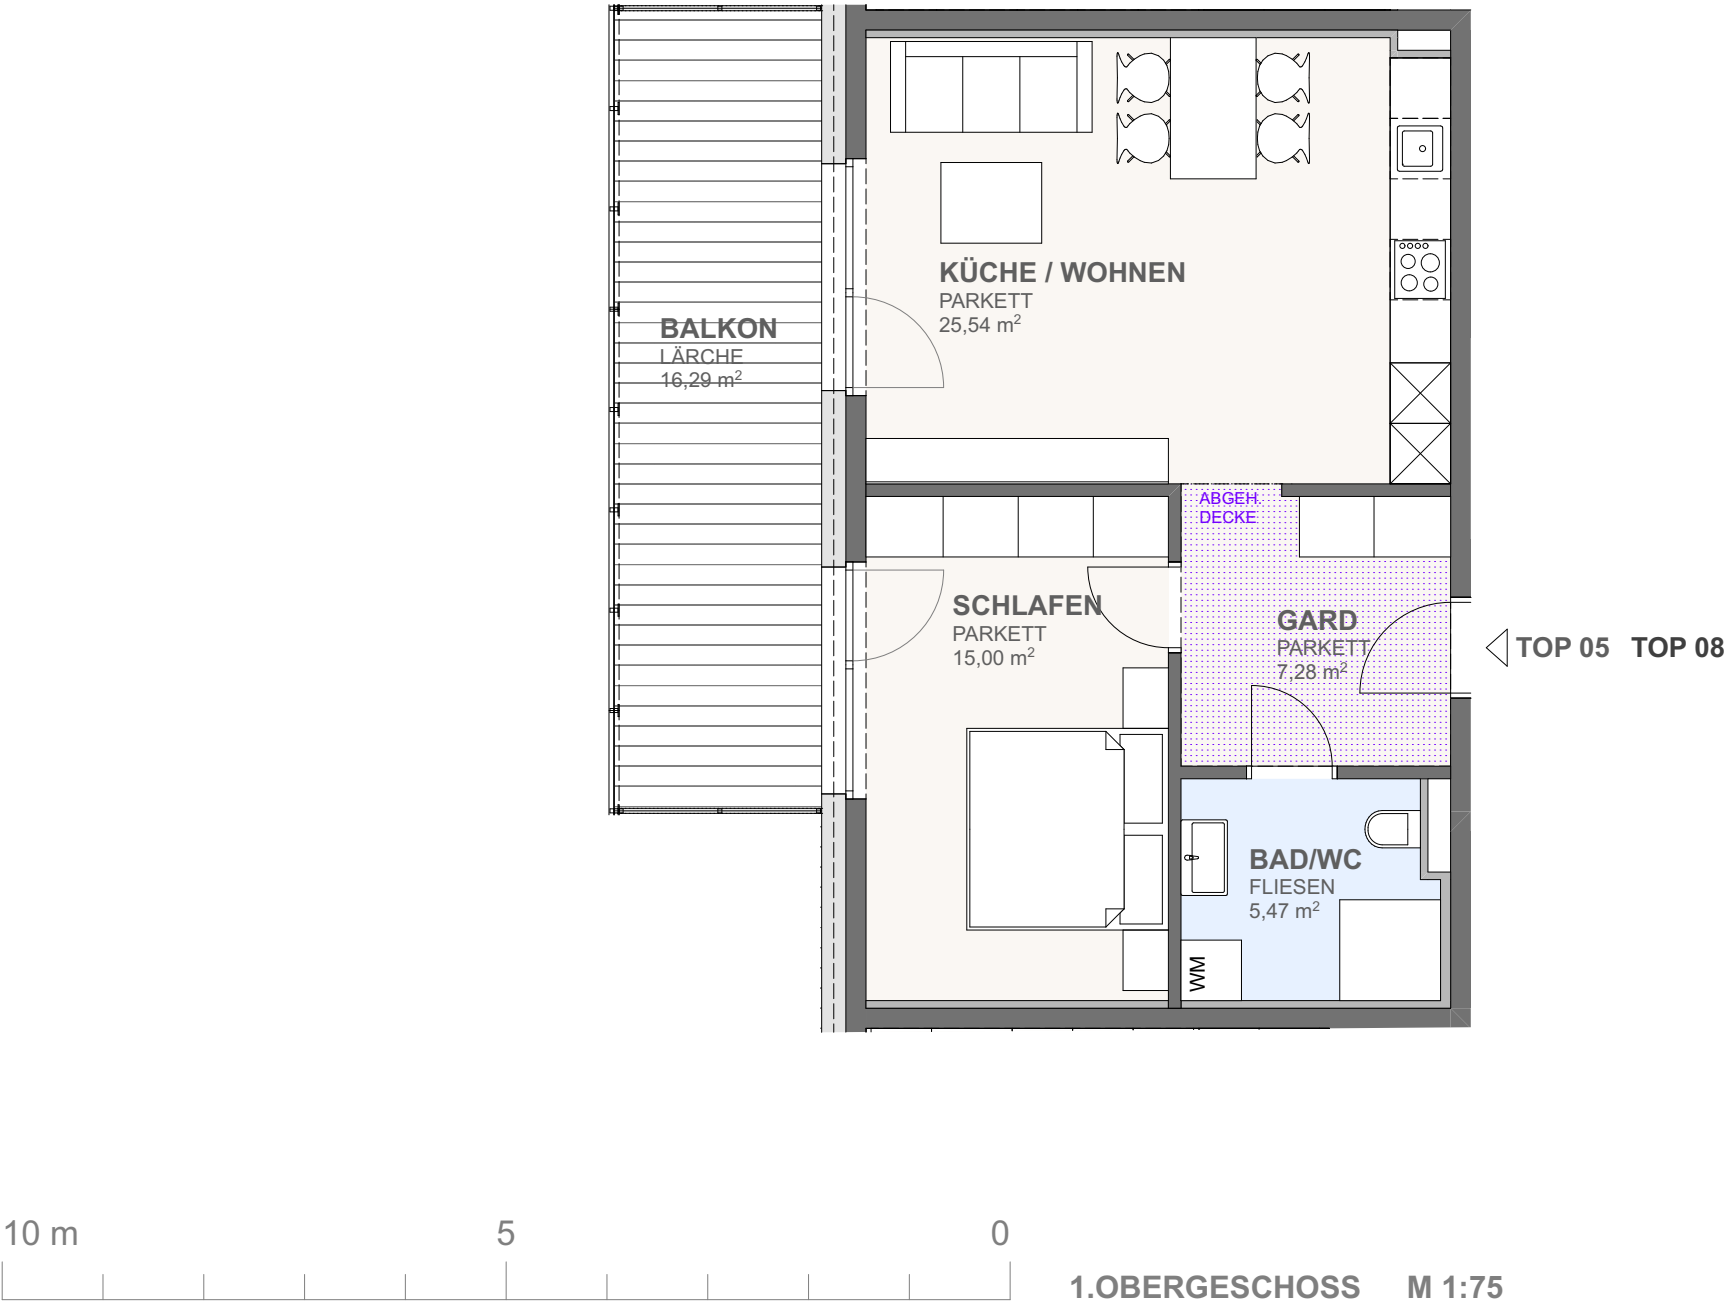 KÜCHE / WOHNEN
PARKETT
25,54 m²
BALKON
LÄRCHE
16,29 m²
ABGEH.
DECKE
SCHLAFEN
PARKETT
15,00 m²
GARD
PARKETT
7,28 m²
TOP 05 TOP 08
BAD/WC
FLIESEN
5,47 m²
WM
10 m 5 0
1.OBERGESCHOSS M 1:75